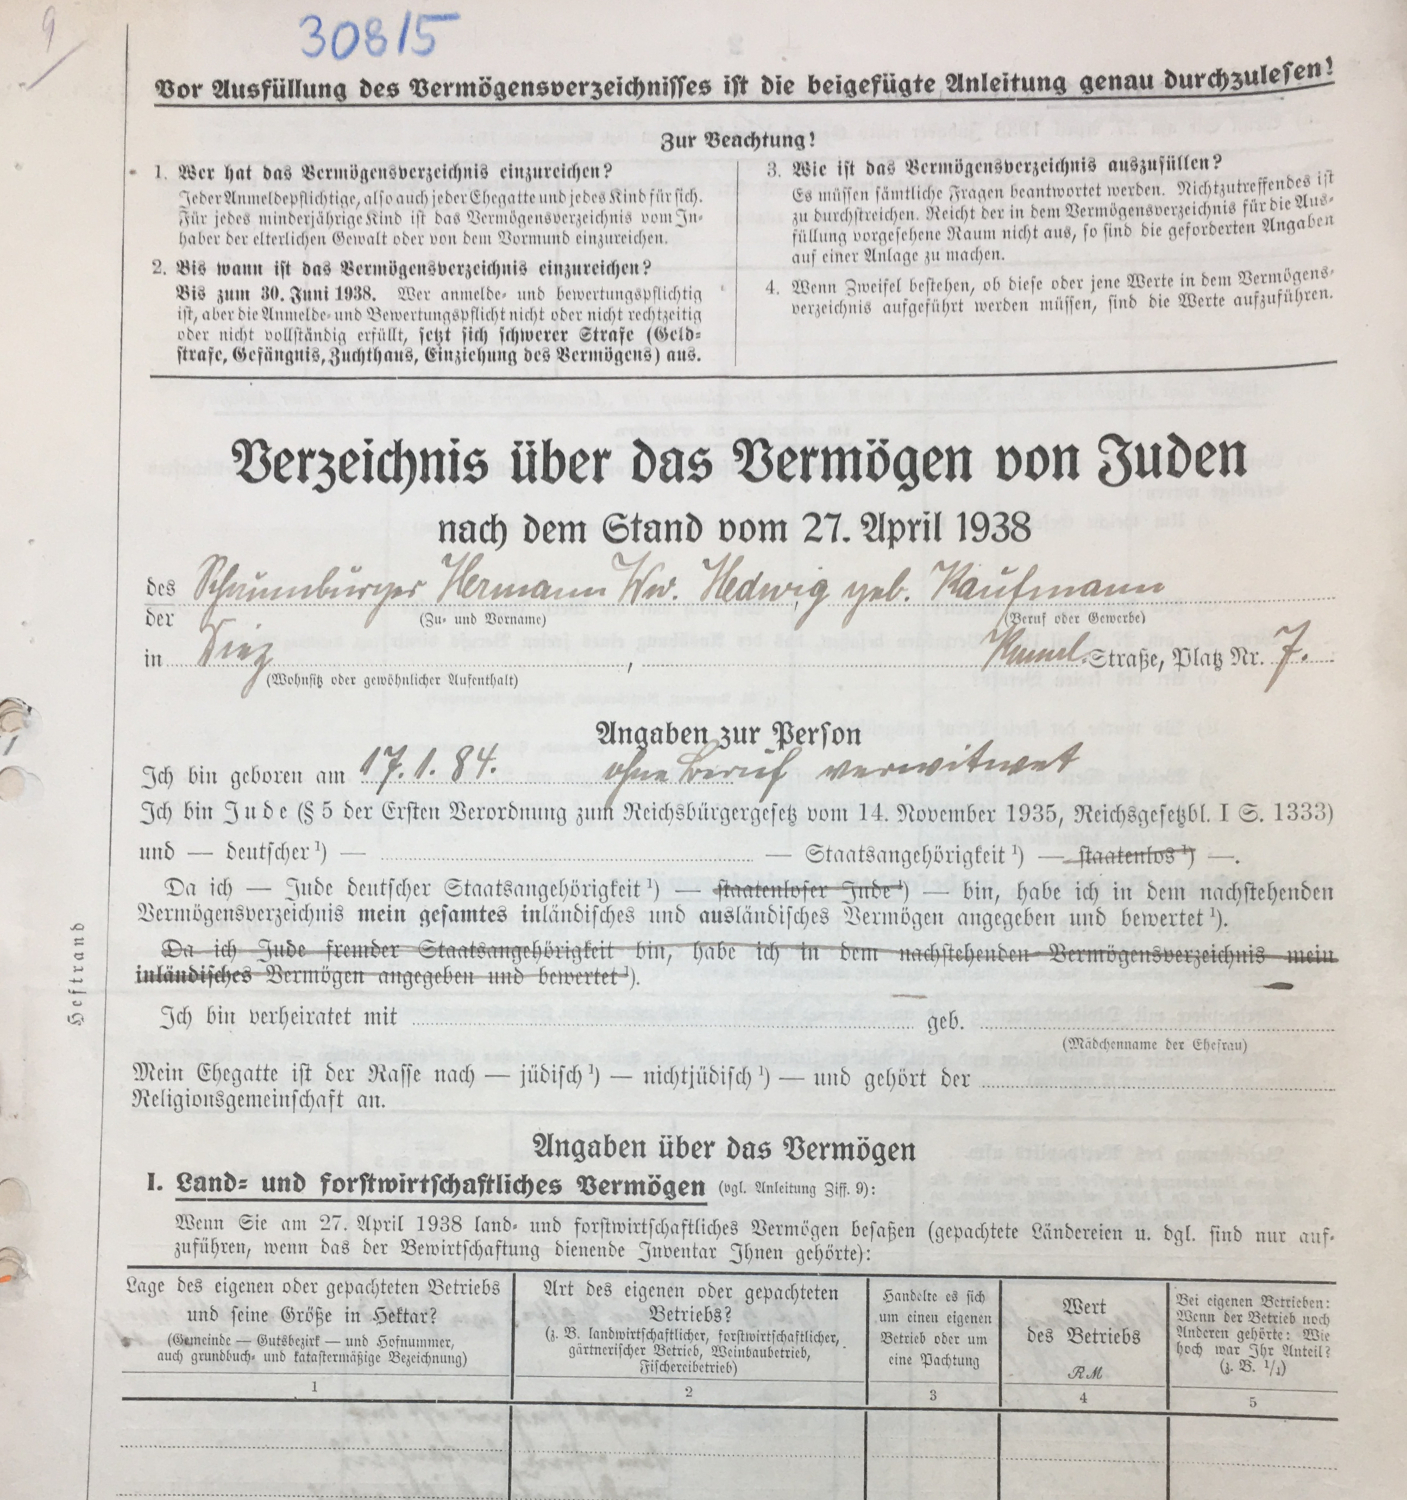 9
30815
Vor Ausfüllung des Vermögensverzeichnisses ist die beigefügte Anleitung genau durchzulesen!
Zur Beachtung!
1. Wer hat das Vermögensverzeichnis einzureichen?
Jeder Anmeldepflichtige, also auch jeder Ehegatte und jedes Kind für sich.
Für jedes minderjährige Kind ist das Vermögensverzeichnis vom In-
haber der elterlichen Gewalt oder von dem Vormund einzureichen.
2. Bis wann ist das Vermögensverzeichnis einzureichen?
Bis zum 30. Juni 1938. Wer anmelde- und bewertungspflichtig
ist, aber die Anmelde- und Bewertungspflicht nicht oder nicht rechtzeitig
oder nicht vollständig erfüllt, setzt sich schwerer Strafe (Geld-
strafe, Gefängnis, Zuchthaus, Einziehung des Vermögens) aus.
3. Wie ist das Vermögensverzeichnis auszufüllen?
Es müssen sämtliche Fragen beantwortet werden. Nichtzutreffendes ist
zu durchstreichen. Reicht der in dem Vermögensverzeichnis für die Aus-
füllung vorgesehene Raum nicht aus, so sind die geforderten Angaben
auf einer Anlage zu machen.
4. Wenn Zweifel bestehen, ob diese oder jene Werte in dem Vermögens-
verzeichnis aufgeführt werden müssen, sind die Werte aufzuführen.
Verzeichnis über das Vermögen von Juden
nach dem Stand vom 27. April 1938
des Schaumburger Hermann Ww. Hedwig geb. Kaufmann
der (Zu- und Vorname) (Beruf oder Gewerbe)
in Diez , Straße, Platz Nr. 7.
(Wohnsitz oder gewöhnlicher Aufenthalt)
Angaben zur Person
Ich bin geboren am 17.1.84. ohne Beruf verwitwet
Ich bin Jude (§ 5 der Ersten Verordnung zum Reichsbürgergesetz vom 14. November 1935, Reichsgesetzbl. I S. 1333)
und — deutscher ¹) — — Staatsangehörigkeit ¹) — staatenlos ¹) —.
Da ich — Jude deutscher Staatsangehörigkeit ¹) — staatenloser Jude ¹) — bin, habe ich in dem nachstehenden
Vermögensverzeichnis mein gesamtes inländisches und ausländisches Vermögen angegeben und bewertet ¹).
Da ich Jude fremder Staatsangehörigkeit bin, habe ich in dem nachstehenden Vermögensverzeichnis mein
inländisches Vermögen angegeben und bewertet ¹).
Ich bin verheiratet mit geb.
(Mädchenname der Ehefrau)
Mein Ehegatte ist der Rasse nach — jüdisch ¹) — nichtjüdisch ¹) — und gehört der
Religionsgemeinschaft an.
Heftrand
Angaben über das Vermögen
I. Land- und forstwirtschaftliches Vermögen (vgl. Anleitung Ziff. 9):
Wenn Sie am 27. April 1938 land- und forstwirtschaftliches Vermögen besaßen (gepachtete Ländereien u. dgl. sind nur auf-
zuführen, wenn das der Bewirtschaftung dienende Inventar Ihnen gehörte):
Lage des eigenen oder gepachteten Betriebs
und seine Größe in Hektar?
(Gemeinde — Gutsbezirk — und Hofnummer,
auch grundbuch- und katastermäßige Bezeichnung)
1
Art des eigenen oder gepachteten
Betriebs?
(z. B. landwirtschaftlicher, forstwirtschaftlicher,
gärtnerischer Betrieb, Weinbaubetrieb,
Fischereibetrieb)
2
Handelte es sich
um einen eigenen
Betrieb oder um
eine Pachtung
3
Wert
des Betriebs
RM
4
Bei eigenen Betrieben:
Wenn der Betrieb noch
Anderen gehörte: Wie
hoch war Ihr Anteil?
(z. B. ¹/₄)
5